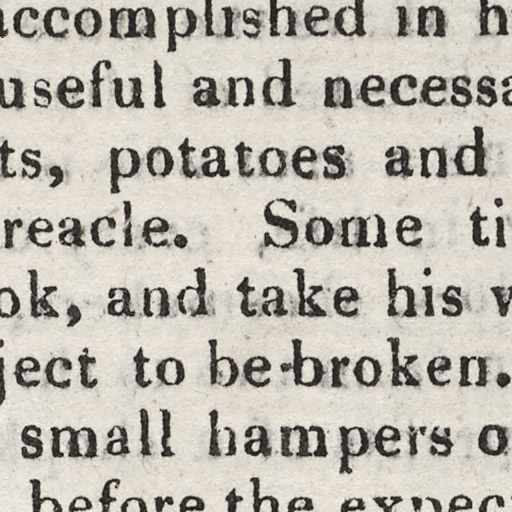 accomplished in h
useful and necessa
ts, potatoes and
reacle. Some ti
ok, and take his w
ject to be-broken.
small hampers o
before the expec